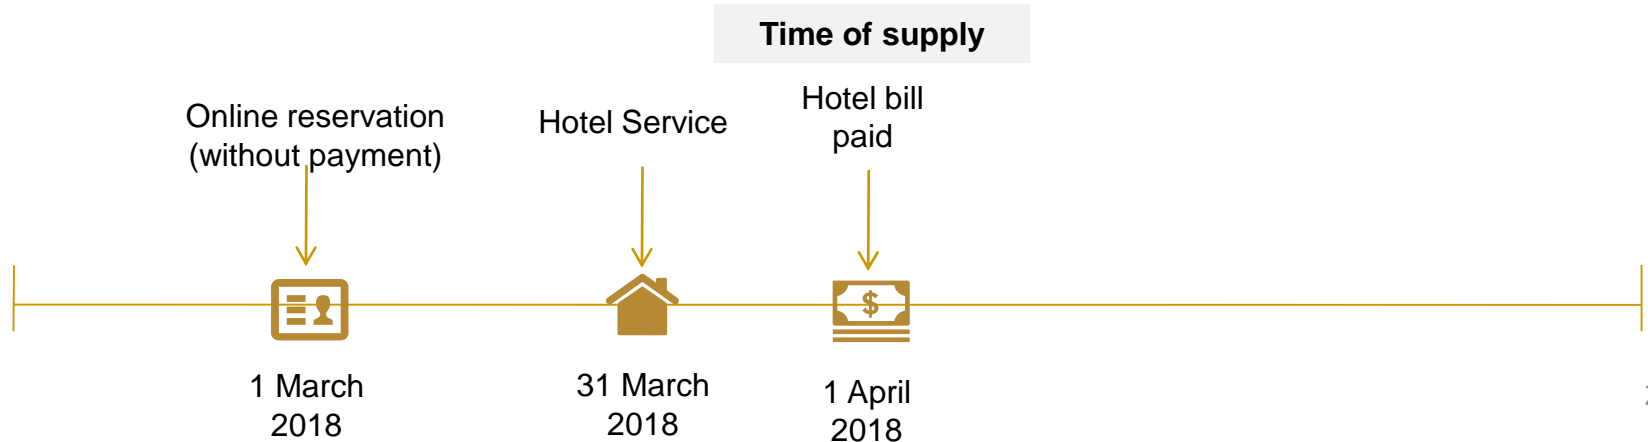 Time of supply
Online reservation
(without payment)
Hotel Service
Hotel bill
paid
$
1 March
2018
31 March
2018
1 April
2018